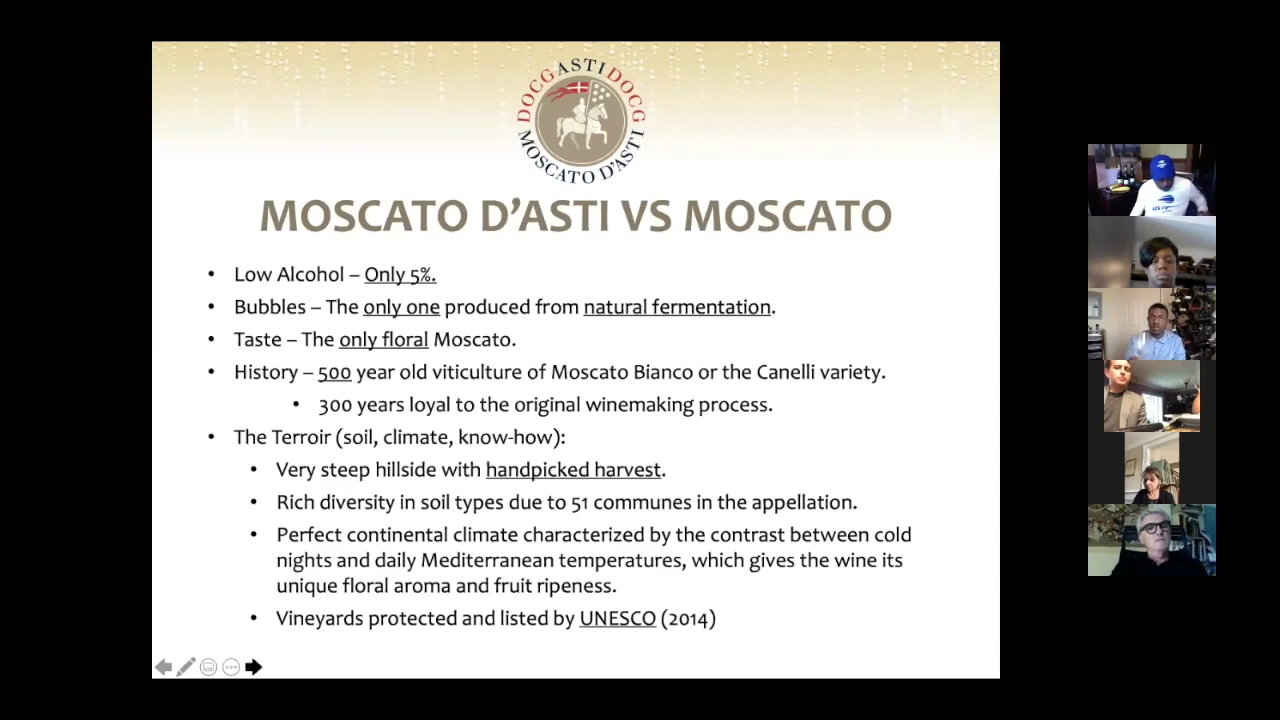 DOCG ASTI DOCG
MOSCATO D'ASTI
MOSCATO D'ASTI VS MOSCATO
• Low Alcohol – Only 5%.
• Bubbles – The only one produced from natural fermentation.
• Taste – The only floral Moscato.
• History – 500 year old viticulture of Moscato Bianco or the Canelli variety.
• 300 years loyal to the original winemaking process.
• The Terroir (soil, climate, know-how):
• Very steep hillside with handpicked harvest.
• Rich diversity in soil types due to 51 communes in the appellation.
• Perfect continental climate characterized by the contrast between cold
nights and daily Mediterranean temperatures, which gives the wine its
unique floral aroma and fruit ripeness.
• Vineyards protected and listed by UNESCO (2014)